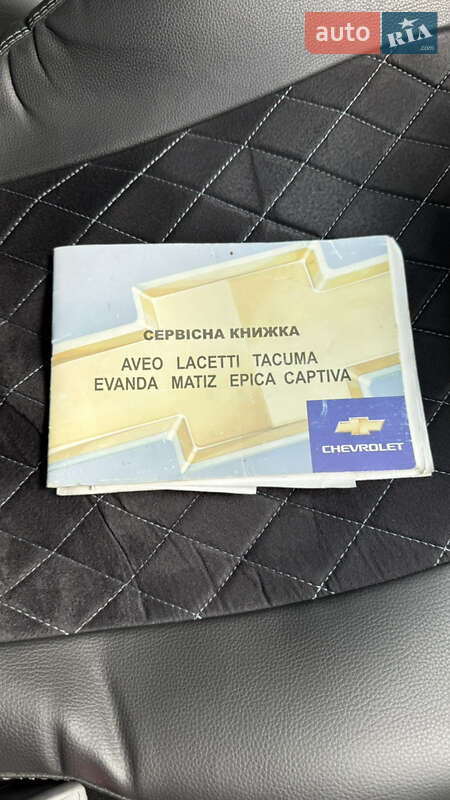 auto RIA.com
СЕРВІСНА КНИЖКА
AVEO LACETTI TACUMA
EVANDA MATIZ EPICA CAPTIVA
CHEVROLET